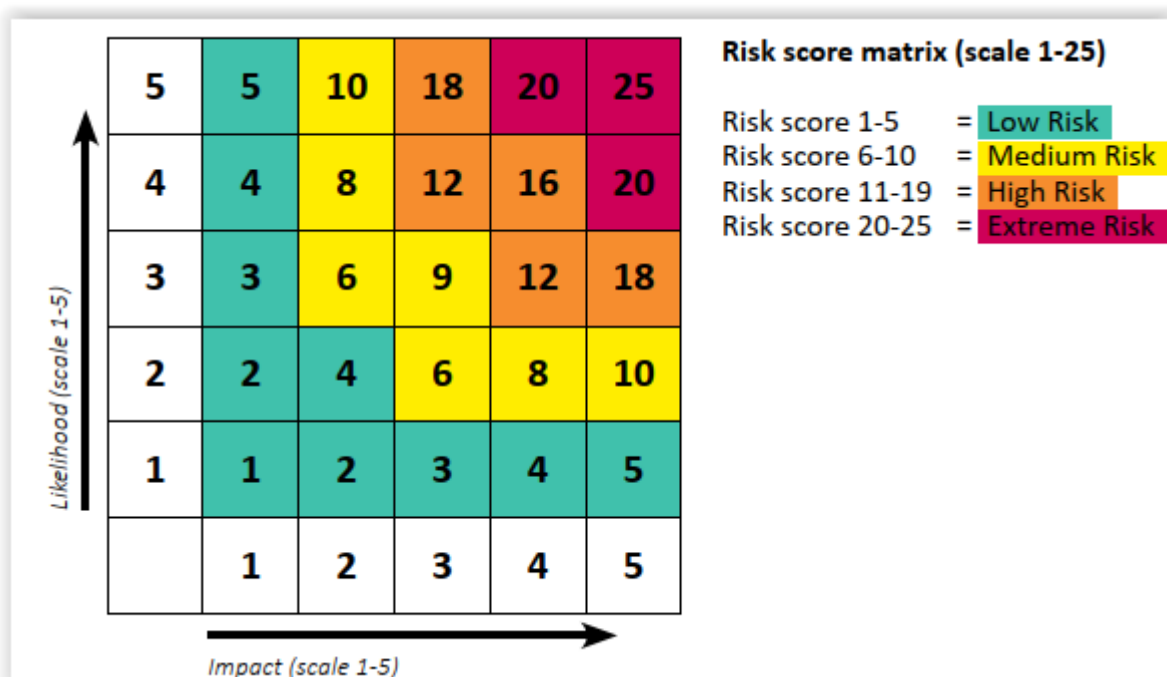 Risk score matrix (scale 1-25)
Risk score 1-5 = Low Risk
Risk score 6-10 = Medium Risk
Risk score 11-19 = High Risk
Risk score 20-25 = Extreme Risk
Likelihood (scale 1-5)
5 5 10 18 20 25
4 4 8 12 16 20
3 3 6 9 12 18
2 2 4 6 8 10
1 1 2 3 4 5
1 2 3 4 5
Impact (scale 1-5)